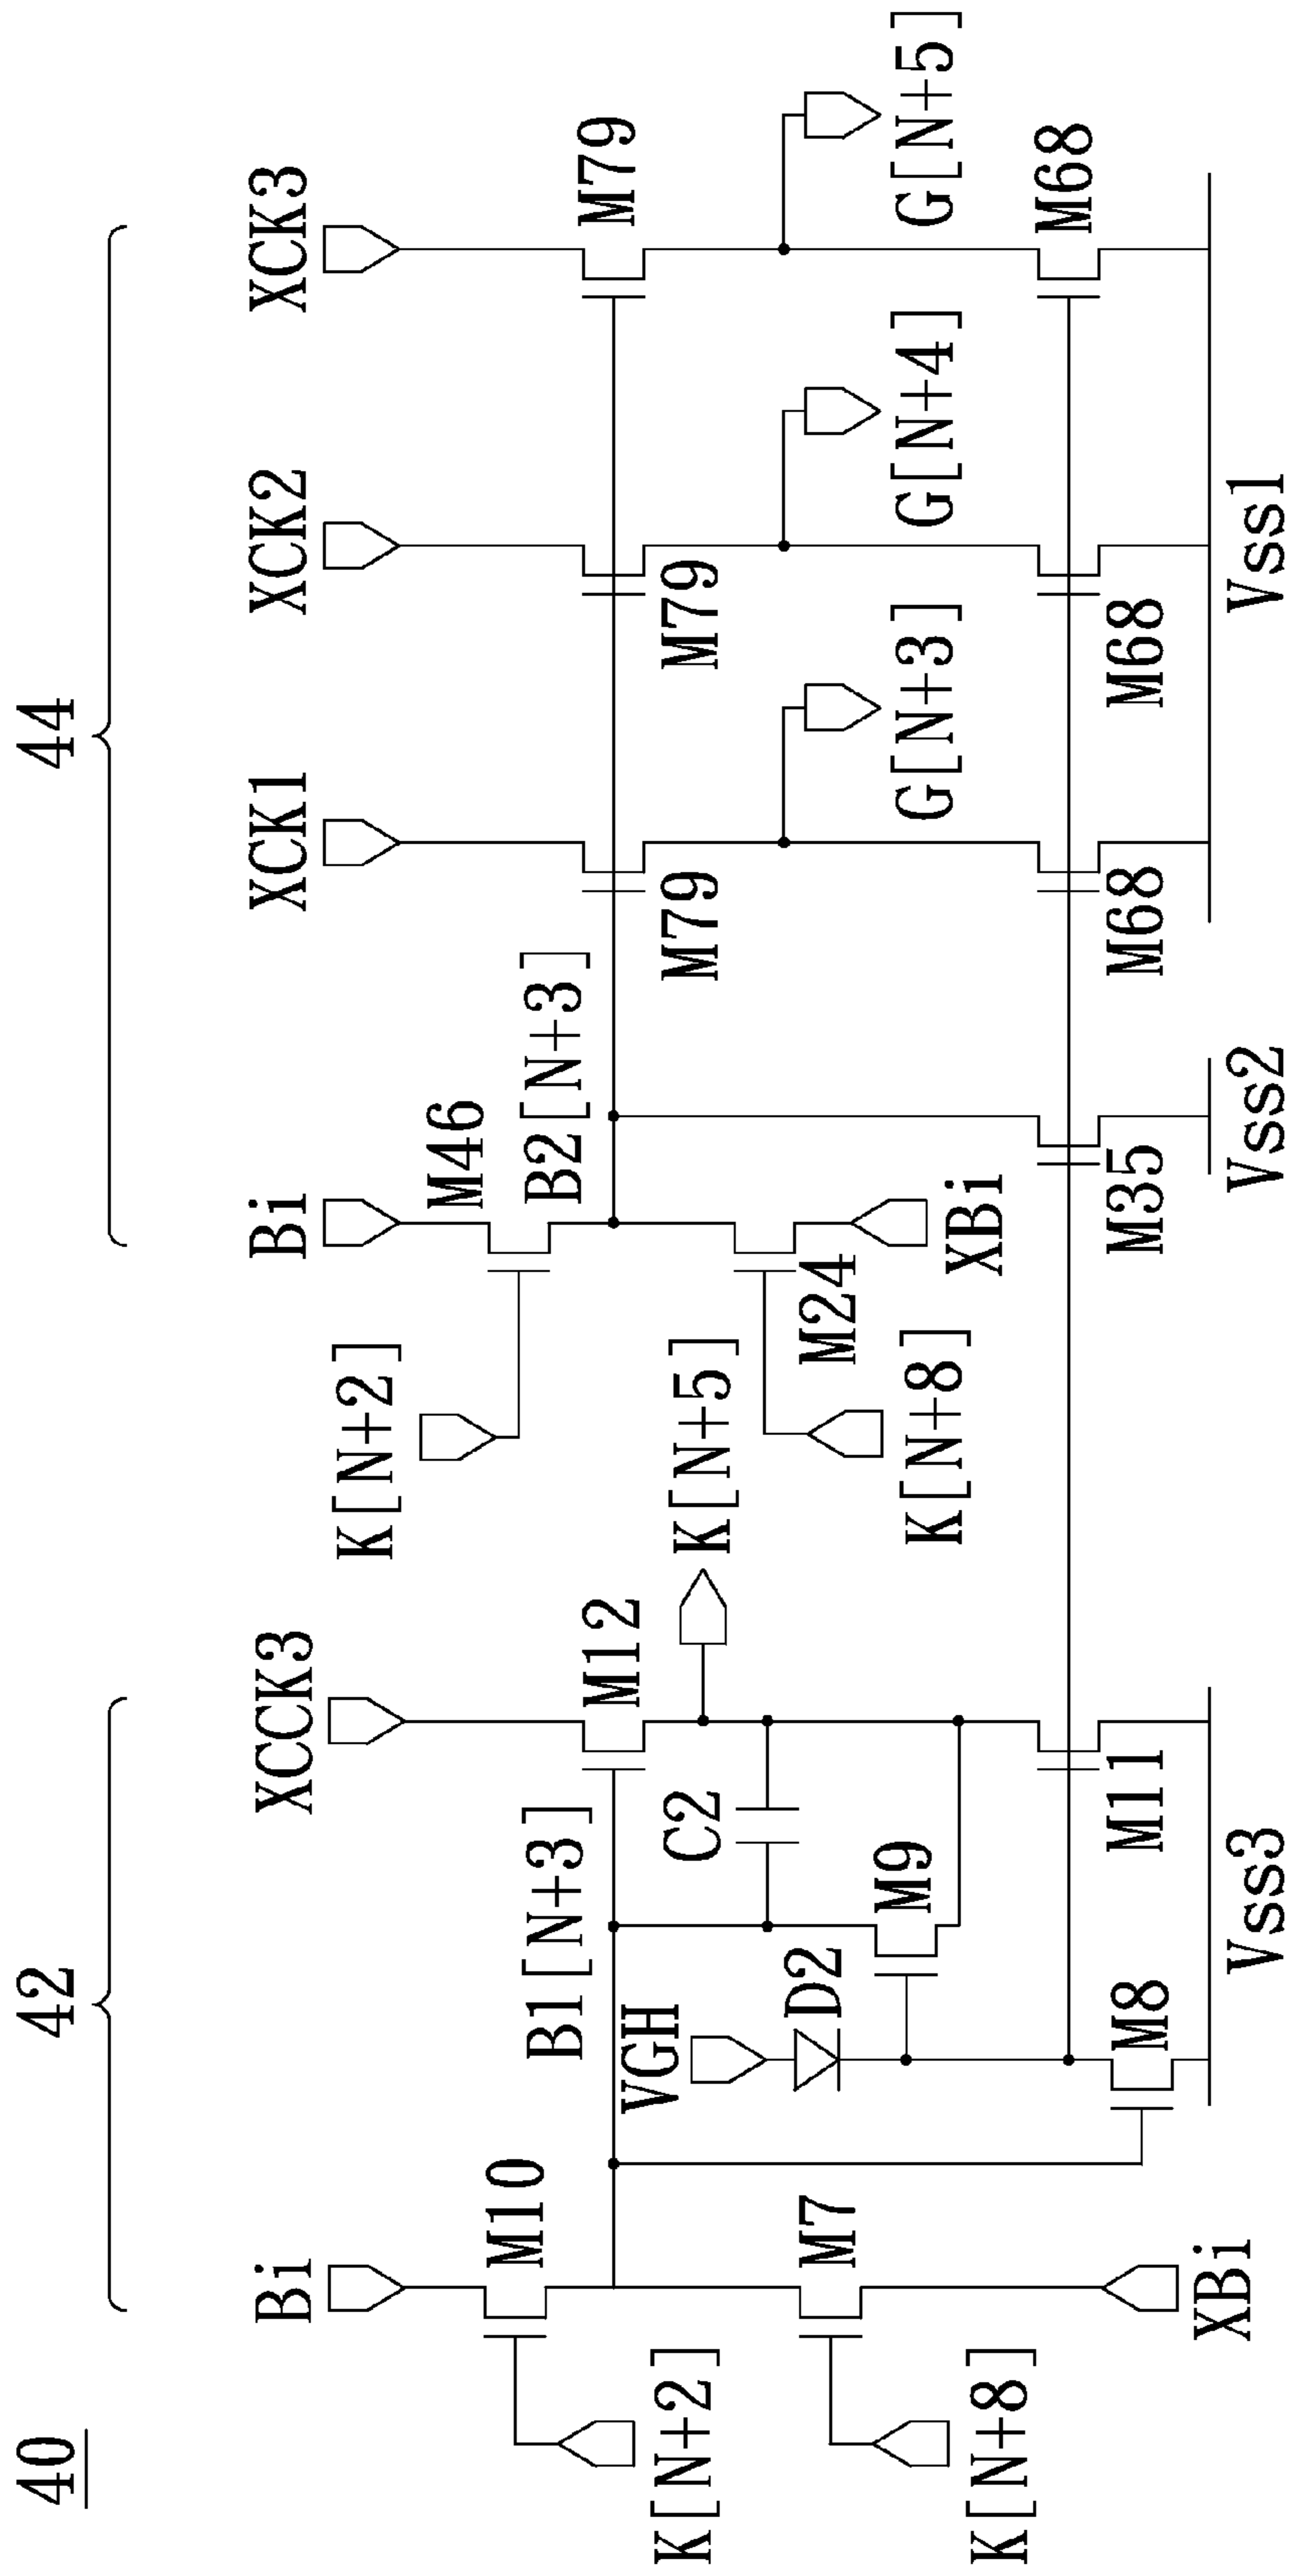 40
42
44
Bi
XCCK3
Bi
XCK1
XCK2
XCK3
K[N+2]
M46
M10
B1[N+3]
M12
B2[N+3]
M79
K[N+2]
VGH
C2
K[N+5]
M79
M79
M7
D2
M9
M24
G[N+3]
G[N+4]
G[N+5]
K[N+8]
K[N+8]
XBi
M68
M8
M11
M35
M68
M68
XBi
Vss3
Vss2
Vss1